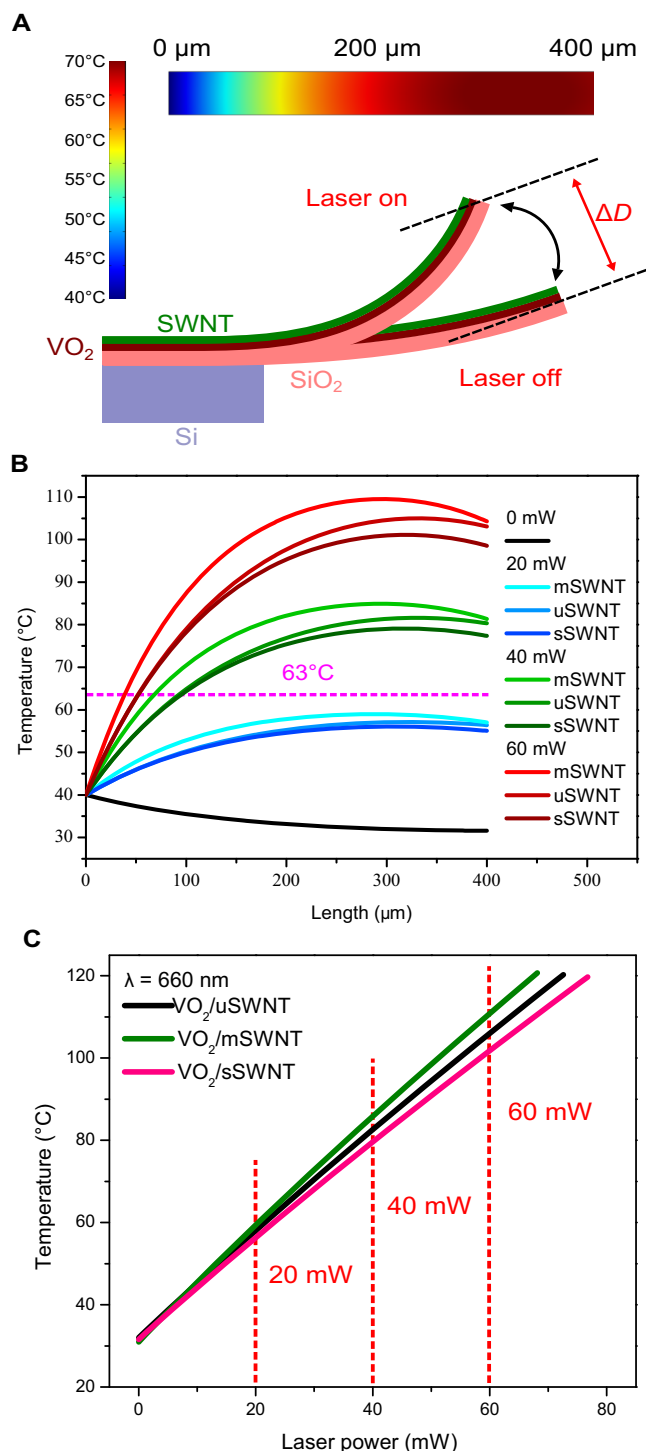 A
0 µm 200 µm 400 µm
70°C
65°C
60°C
55°C
50°C
45°C
40°C
Laser on
ΔD
SWNT
VO2
SiO2
Laser off
Si
B
110
100
90
80
70
60
50
40
30
Temperature (°C)
63°C
0 mW
20 mW
mSWNT
uSWNT
sSWNT
40 mW
mSWNT
uSWNT
sSWNT
60 mW
mSWNT
uSWNT
sSWNT
0 100 200 300 400 500
Length (µm)
C
120
100
80
60
40
20
Temperature (°C)
λ = 660 nm
VO2/uSWNT
VO2/mSWNT
VO2/sSWNT
60 mW
40 mW
20 mW
0 20 40 60 80
Laser power (mW)